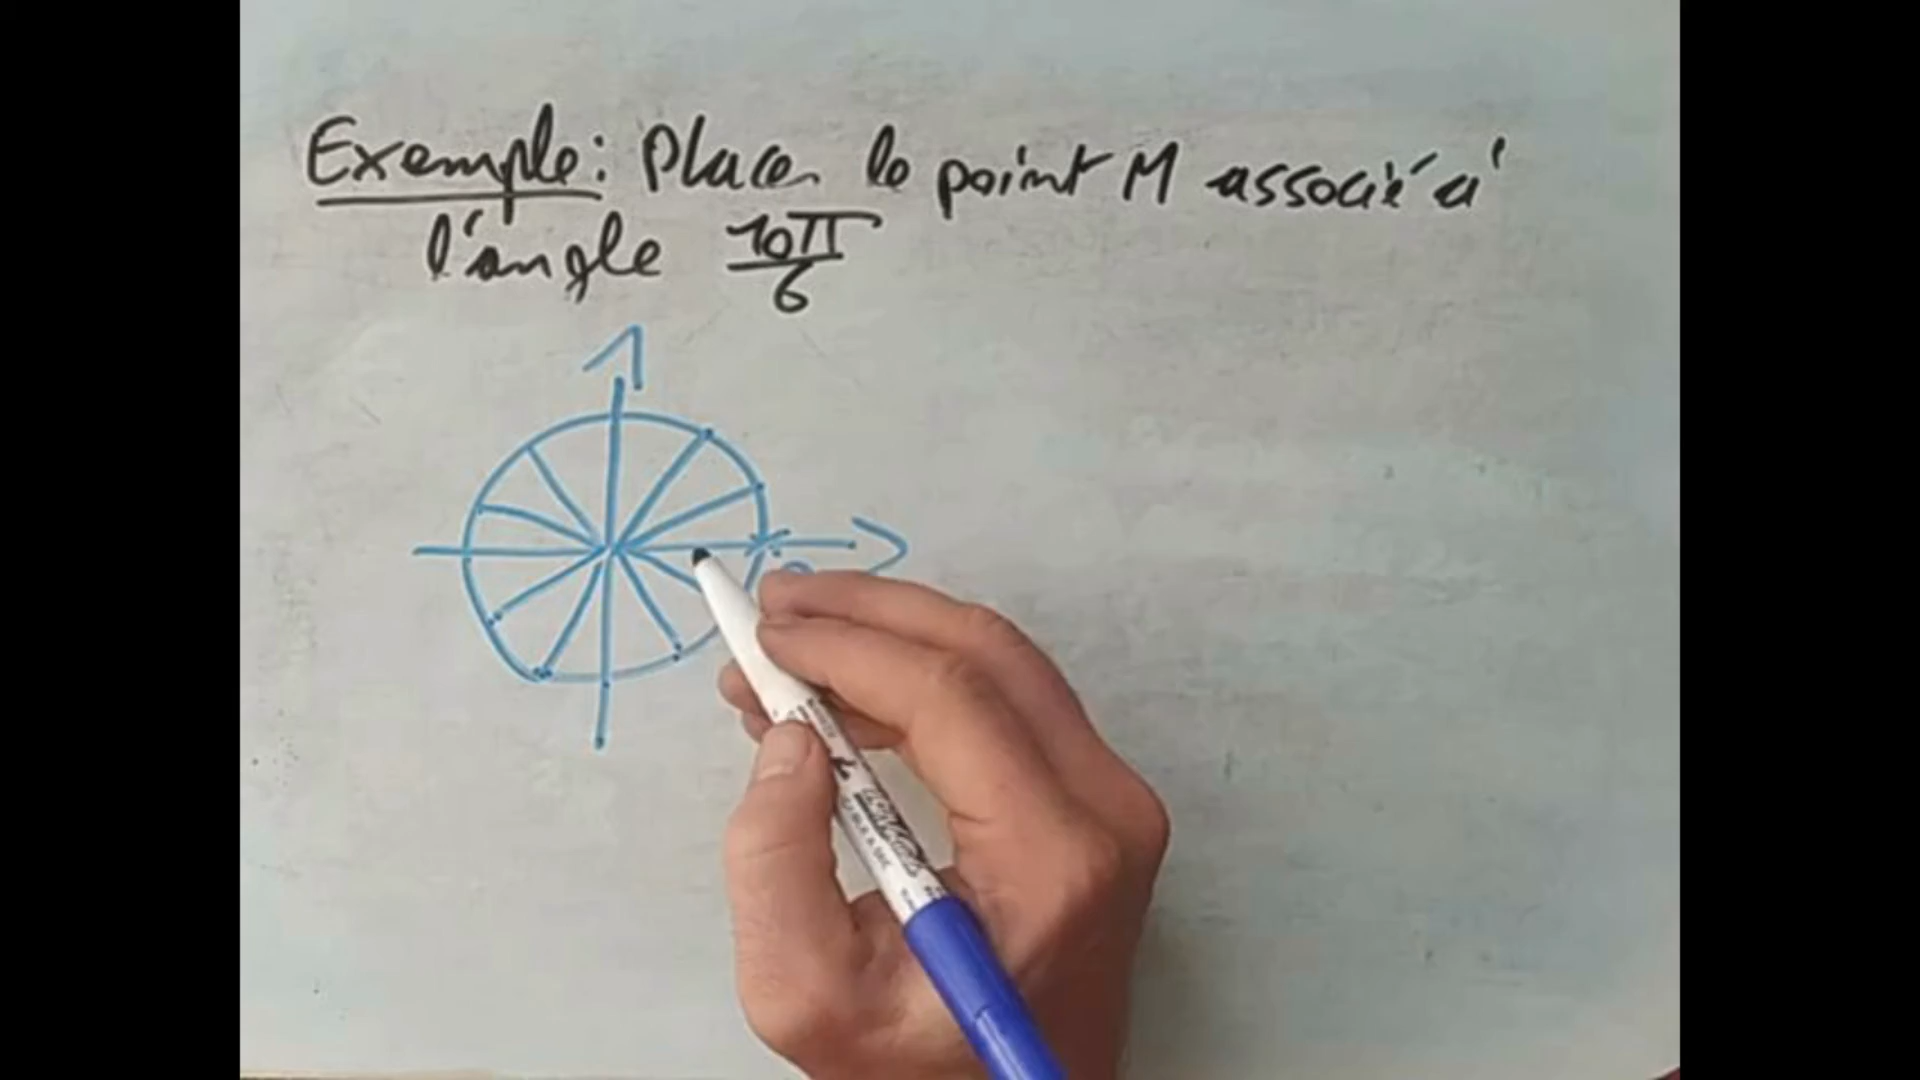 Exemple: Placer le point M associé à
l'angle 10π/6